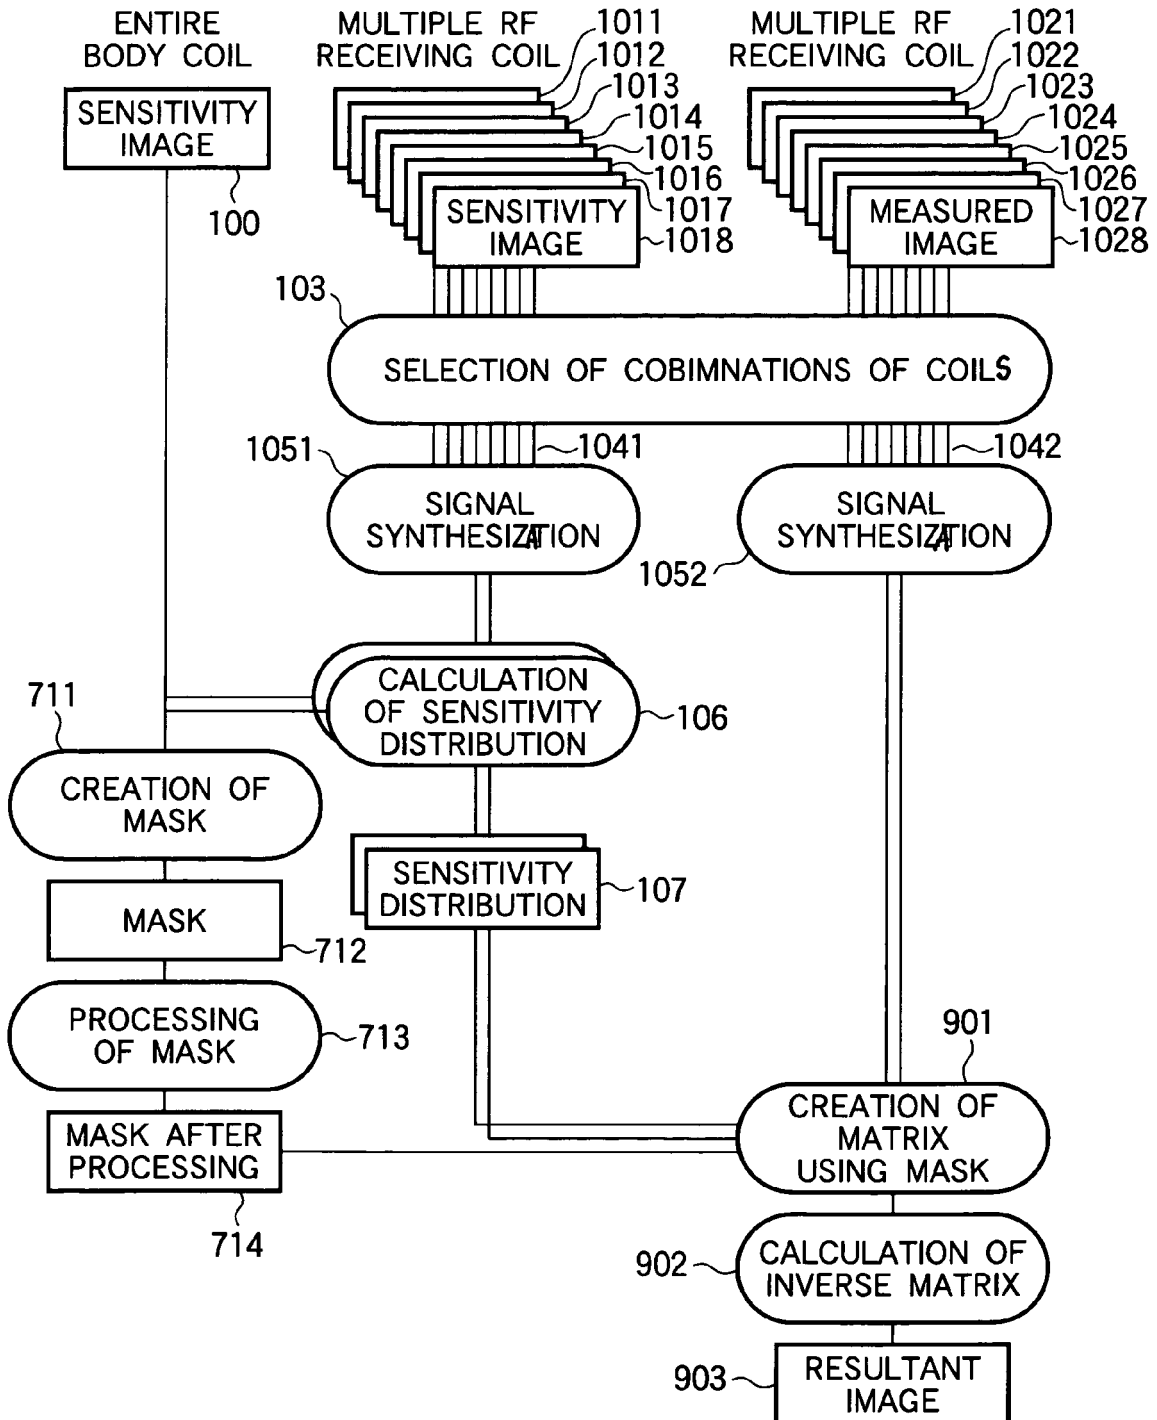 ENTIRE
BODY COIL
MULTIPLE RF
RECEIVING COIL
MULTIPLE RF
RECEIVING COIL
SENSITIVITY
IMAGE
100
1011
1012
1013
1014
1015
1016
1017
1018
SENSITIVITY
IMAGE
1021
1022
1023
1024
1025
1026
1027
1028
MEASURED
IMAGE
103
SELECTION OF COBIMNATIONS OF COILS
1051
1041
1042
SIGNAL
SYNTHESIZATION
SIGNAL
SYNTHESIZATION
1052
CALCULATION
OF SENSITIVITY
DISTRIBUTION
106
711
CREATION OF
MASK
SENSITIVITY
DISTRIBUTION
107
MASK
712
PROCESSING
OF MASK
713
MASK AFTER
PROCESSING
714
901
CREATION OF
MATRIX
USING MASK
902
CALCULATION OF
INVERSE MATRIX
903
RESULTANT
IMAGE